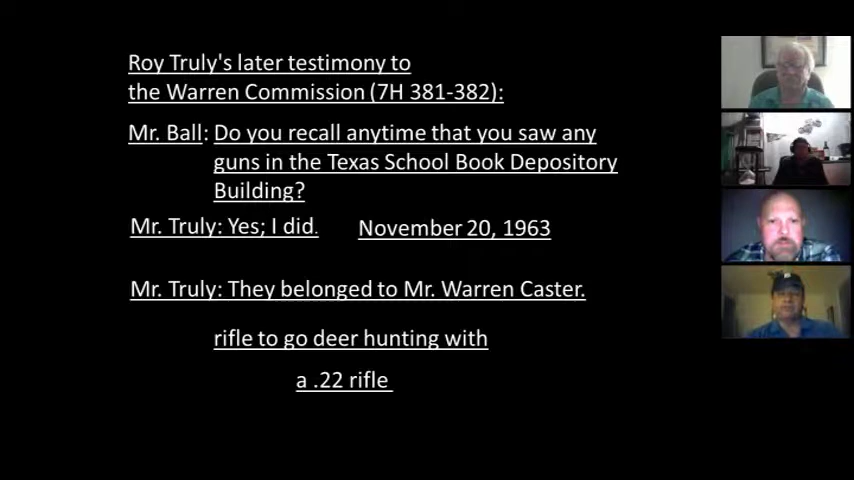 Roy Truly's later testimony to
the Warren Commission (7H 381-382):
Mr. Ball: Do you recall anytime that you saw any
guns in the Texas School Book Depository
Building?
Mr. Truly: Yes; I did. November 20, 1963
Mr. Truly: They belonged to Mr. Warren Caster.
rifle to go deer hunting with
a .22 rifle